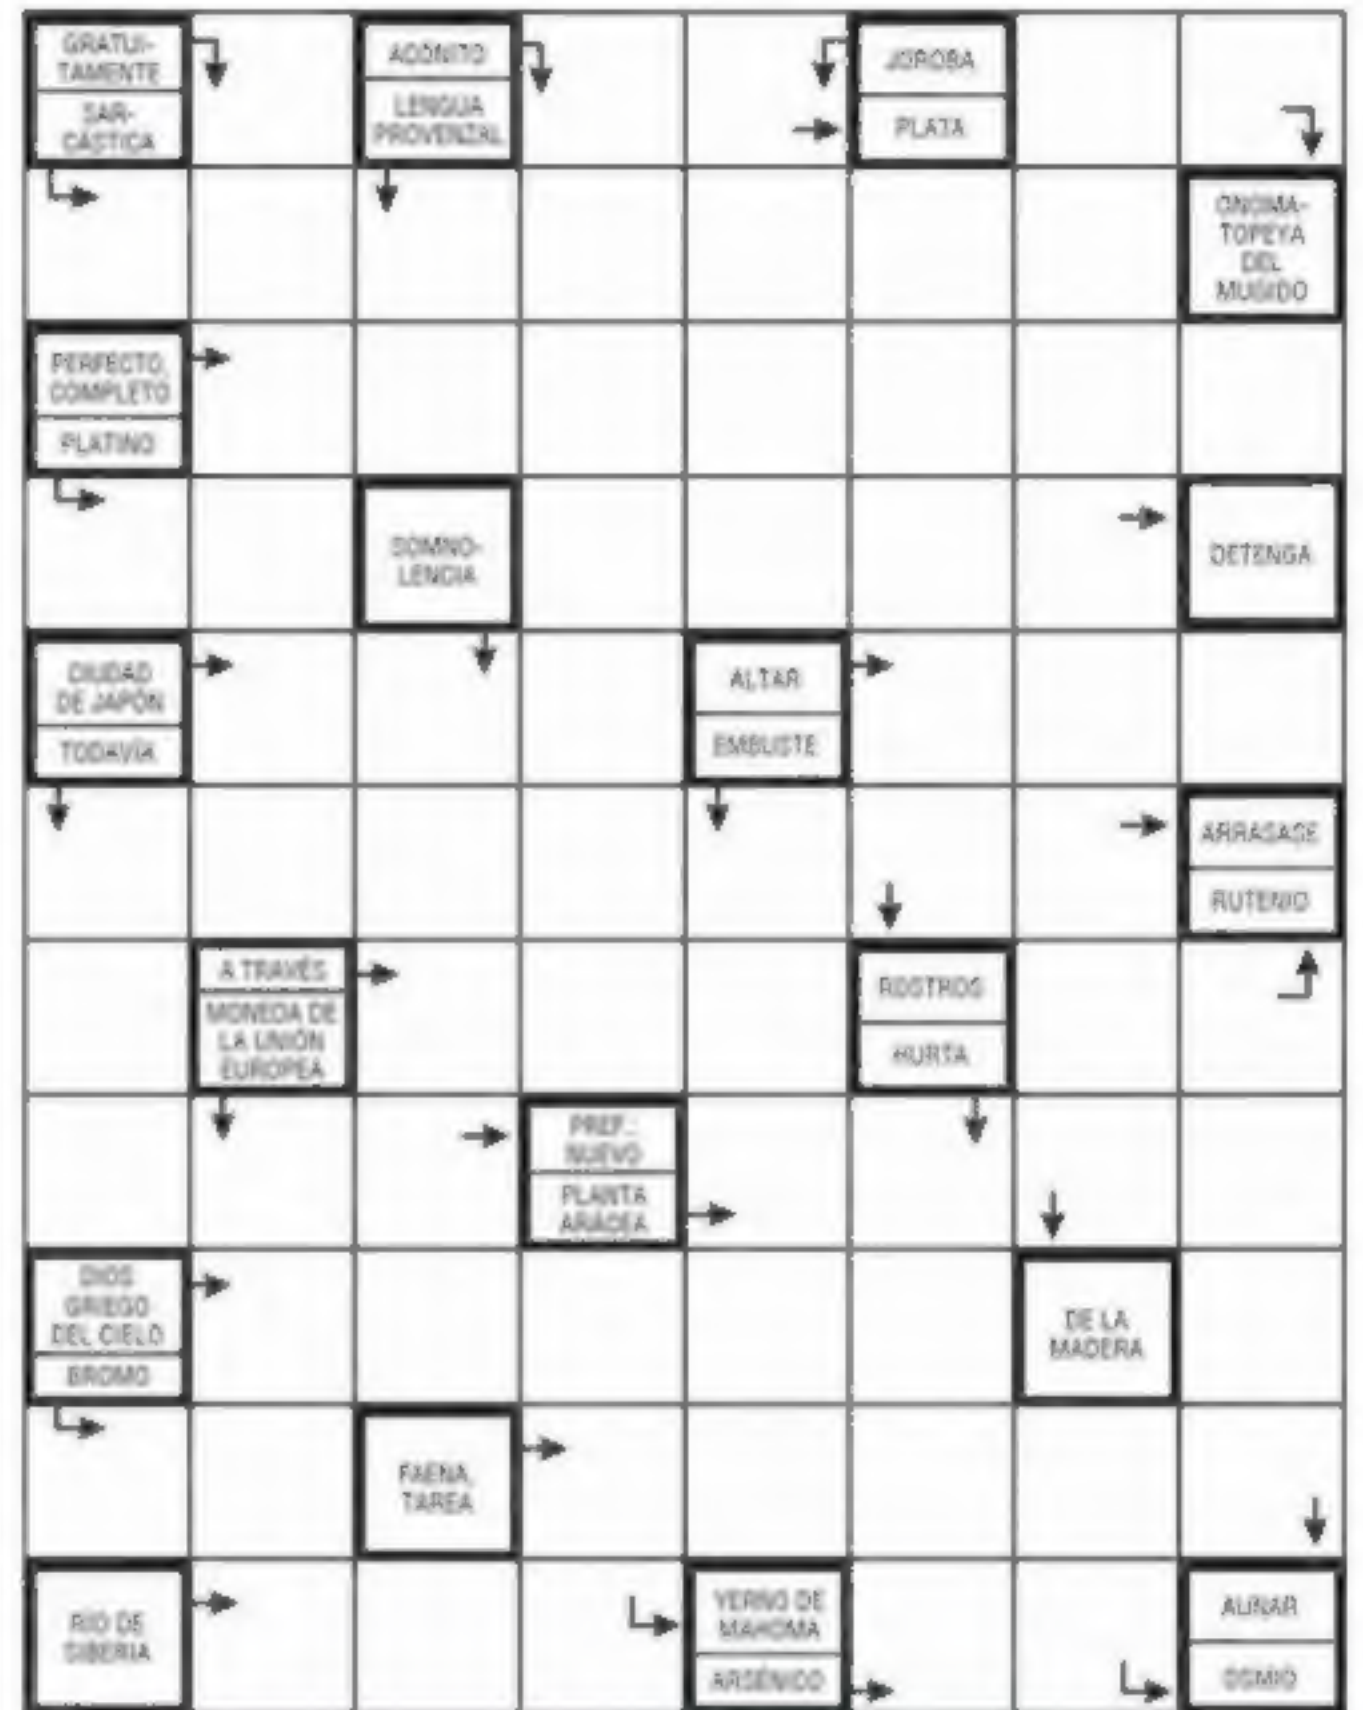 GRATUI-
TAMENTE
SAR-
CÁSTICA
ACÓNITO
LENGUA
PROVENZAL
JOROBA
PLATA
ONOMA-
TOPEYA
DEL
MUGIDO
PERFECTO,
COMPLETO
PLATINO
SOMNO-
LENCIA
DETENGA
CIUDAD
DE JAPÓN
TODAVÍA
ALTAR
EMBUSTE
ARRASASE
RUTENIO
A TRAVÉS
MONEDA DE
LA UNIÓN
EUROPEA
ROSTROS
HURTA
PREF.:
NUEVO
PLANTA
ARÁCEA
DIOS
GRIEGO
DEL CIELO
BROMO
DE LA
MADERA
FAENA,
TAREA
RÍO DE
SIBERIA
YERNO DE
MAHOMA
ARSÉNICO
AUNAR
OSMIO